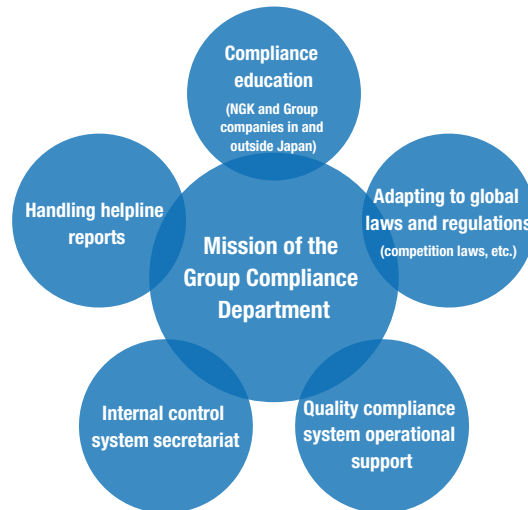 Compliance
education
(NGK and Group
companies in and
outside Japan)
Handling helpline
reports
Adapting to global
laws and regulations
(competition laws, etc.)
Mission of the
Group Compliance
Department
Internal control
system secretariat
Quality compliance
system operational
support